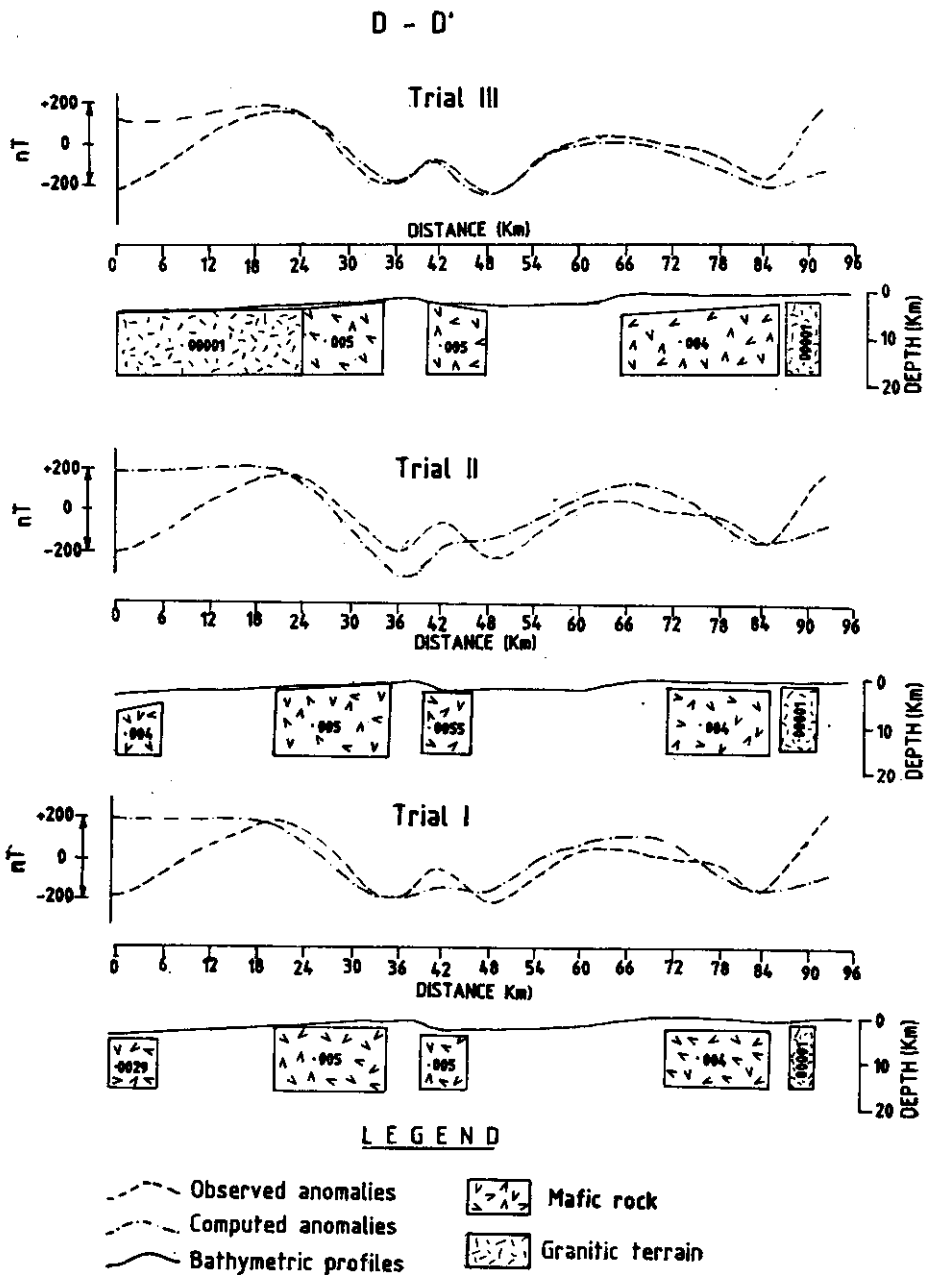 D - D'
Trial III
+200
0
-200
nT
DISTANCE (Km)
0 6 12 18 24 30 36 42 48 54 60 66 72 78 84 90 96
·00001 ·005 ·005 ·004 ·00001
0
10
20
DEPTH (Km)
Trial II
+200
0
-200
nT
0 6 12 18 24 30 36 42 48 54 60 66 72 78 84 90 96
DISTANCE (Km)
·004 ·005 ·0055 ·004 ·00001
0
10
20
DEPTH (Km)
Trial I
+200
0
-200
nT
0 6 12 18 24 30 36 42 48 54 60 66 72 78 84 90 96
DISTANCE Km)
·0029 ·005 ·005 ·004 ·00001
0
10
20
DEPTH (Km)
LEGEND
Observed anomalies
Computed anomalies
Bathymetric profiles
Mafic rock
Granitic terrain